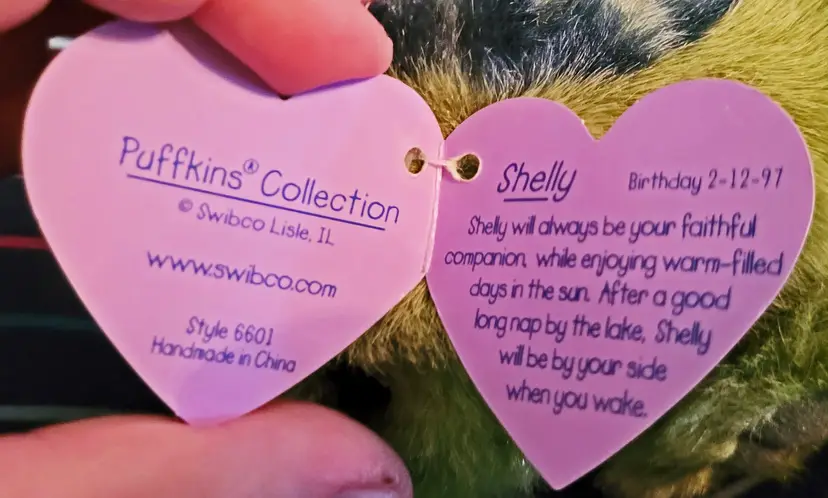 Puffkins® Collection
© Swibco Lisle, IL
www.swibco.com
Style 6601
Handmade in China
Shelly
Birthday 2-12-97
Shelly will always be your faithful
companion, while enjoying warm-filled
days in the sun. After a good
long nap by the lake, Shelly
will be by your side
when you wake.